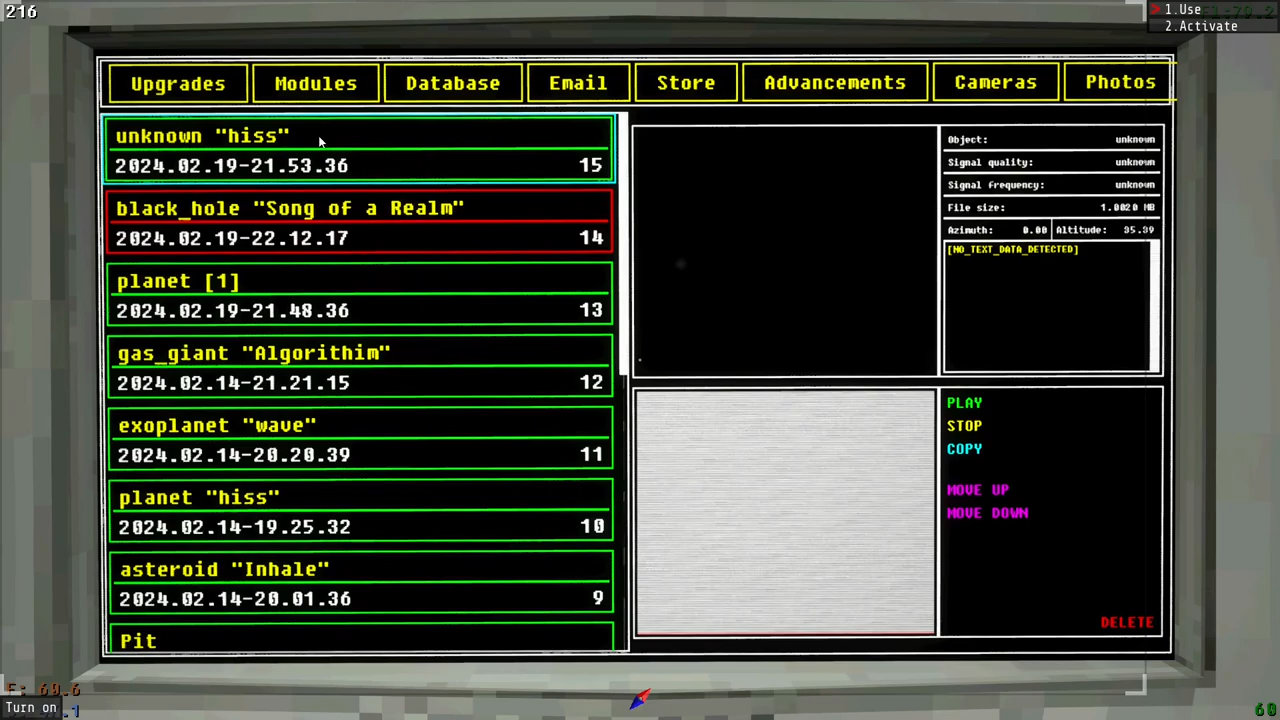 216
1.Use
2.Activate
Upgrades Modules Database Email Store Advancements Cameras Photos
unknown "hiss"
2024.02.19-21.53.36 15
black_hole "Song of a Realm"
2024.02.19-22.12.17 14
planet [1]
2024.02.19-21.48.36 13
gas_giant "Algorithim"
2024.02.14-21.21.15 12
exoplanet "wave"
2024.02.14-20.20.39 11
planet "hiss"
2024.02.14-19.25.32 10
asteroid "Inhale"
2024.02.14-20.01.36 9
Pit
Object: unknown
Signal quality: unknown
Signal frequency: unknown
File size: 1.0020 MB
Azimuth: 0.00 Altitude: 35.39
[NO_TEXT_DATA_DETECTED]
PLAY
STOP
COPY
MOVE UP
MOVE DOWN
DELETE
Turn on
60